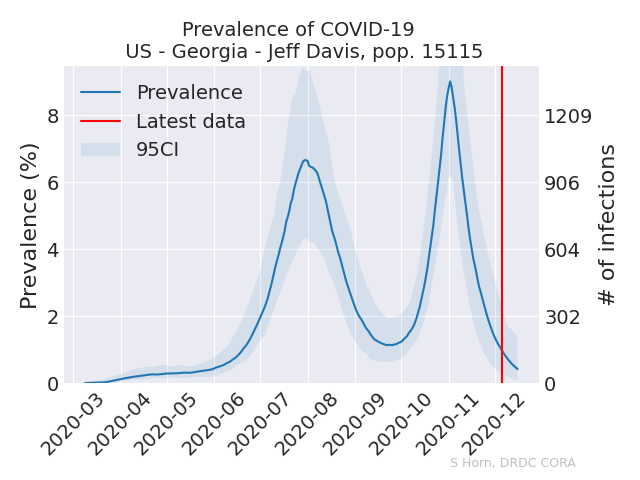 Prevalence of COVID-19
US - Georgia - Jeff Davis, pop. 15115
Prevalence
Latest data
95CI
Prevalence (%)
8
6
4
2
0
1209
906
604
302
0
# of infections
2020-03
2020-04
2020-05
2020-06
2020-07
2020-08
2020-09
2020-10
2020-11
2020-12
S Horn, DRDC CORA